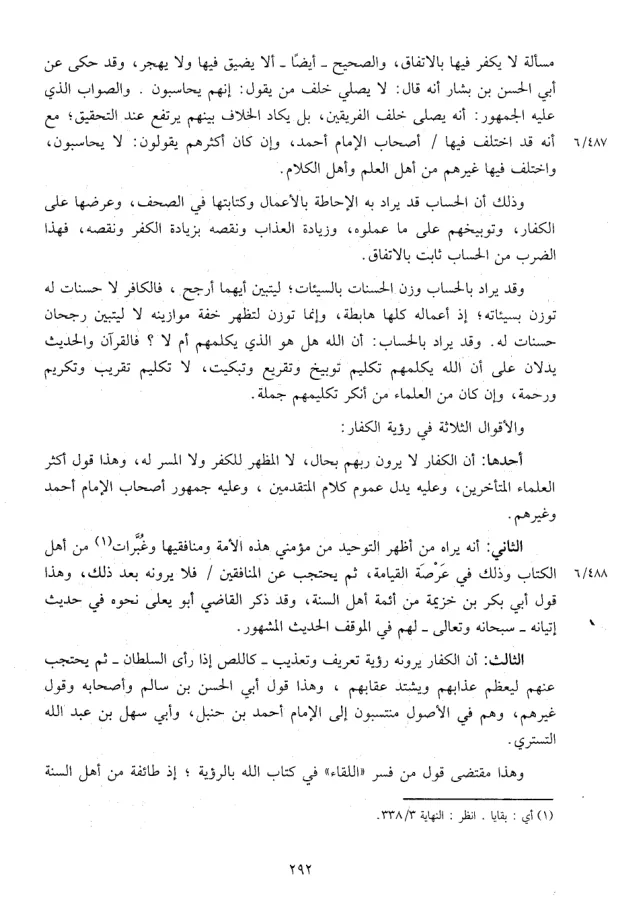 مسألة لا يكفر فيها بالاتفاق، والصحيح ـ أيضًا ـ ألا يضيق فيها ولا يهجر، وقد حكى عن
أبي الحسن بن بشار أنه قال: لا يصلي خلف من يقول: إنهم يحاسبون . والصواب الذي
عليه الجمهور: أنه يصلى خلف الفريقين، بل يكاد الخلاف بينهم يرتفع عند التحقيق؛ مع
٦/٤٨٧ أنه قد اختلف فيها / أصحاب الإمام أحمد، وإن كان أكثرهم يقولون: لا يحاسبون،
واختلف فيها غيرهم من أهل العلم وأهل الكلام.
وذلك أن الحساب قد يراد به الإحاطة بالأعمال وكتابتها في الصحف، وعرضها على
الكفار، وتوبيخهم على ما عملوه، وزيادة العذاب ونقصه بزيادة الكفر ونقصه، فهذا
الضرب من الحساب ثابت بالاتفاق.
وقد يراد بالحساب وزن الحسنات بالسيئات؛ ليتبين أيهما أرجح ، فالكافر لا حسنات له
توزن بسيئاته؛ إذ أعماله كلها هابطة، وإنما توزن لتظهر خفة موازينه لا ليتبين رجحان
حسنات له. وقد يراد بالحساب: أن الله هل هو الذي يكلمهم أم لا ؟ فالقرآن والحديث
يدلان على أن الله يكلمهم تكليم توبيخ وتقريع وتبكيت، لا تكليم تقريب وتكريم
ورحمة، وإن كان من العلماء من أنكر تكليمهم جملة.
والأقوال الثلاثة في رؤية الكفار:
أحدها: أن الكفار لا يرون ربهم بحال، لا المظهر للكفر ولا المسر له، وهذا قول أكثر
العلماء المتأخرين، وعليه يدل عموم كلام المتقدمين ، وعليه جمهور أصحاب الإمام أحمد
وغيرهم.
الثاني: أنه يراه من أظهر التوحيد من مؤمني هذه الأمة ومنافقيها وغُبَّرات(١) من أهل
٦/٤٨٨ الكتاب وذلك في عَرْصَة القيامة، ثم يحتجب عن المنافقين / فلا يرونه بعد ذلك، وهذا
قول أبي بكر بن خزيمة من أئمة أهل السنة، وقد ذكر القاضي أبو يعلى نحوه في حديث
إتيانه ـ سبحانه وتعالى ـ لهم في الموقف الحديث المشهور.
الثالث: أن الكفار يرونه رؤية تعريف وتعذيب ـ كاللص إذا رأى السلطان ـ ثم يحتجب
عنهم ليعظم عذابهم ويشتد عقابهم ، وهذا قول أبي الحسن بن سالم وأصحابه وقول
غيرهم، وهم في الأصول منتسبون إلى الإمام أحمد بن حنبل، وأبي سهل بن عبد الله
التستري.
وهذا مقتضى قول من فسر «اللقاء» في كتاب الله بالرؤية ؛ إذ طائفة من أهل السنة
(١) أي : بقايا . انظر : النهاية ٣٣٨/٣.
٢٩٢